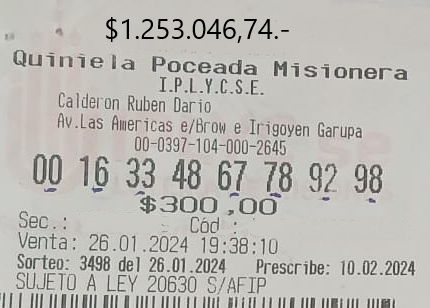 $1.253.046,74.-
Quiniela Poceada Misionera
I.P.L.Y.C.S.E.
Calderon Ruben Dario
Av.Las Americas e/Brow e Irigoyen Garupa
00-0397-104-000-2645
00 16 33 48 67 78 92 98
$300,00
Sec.: Cód :
Venta: 26.01.2024 19:38:10
Sorteo: 3498 del 26.01.2024 Prescribe: 10.02.2024
SUJETO A LEY 20630 S/AFIP